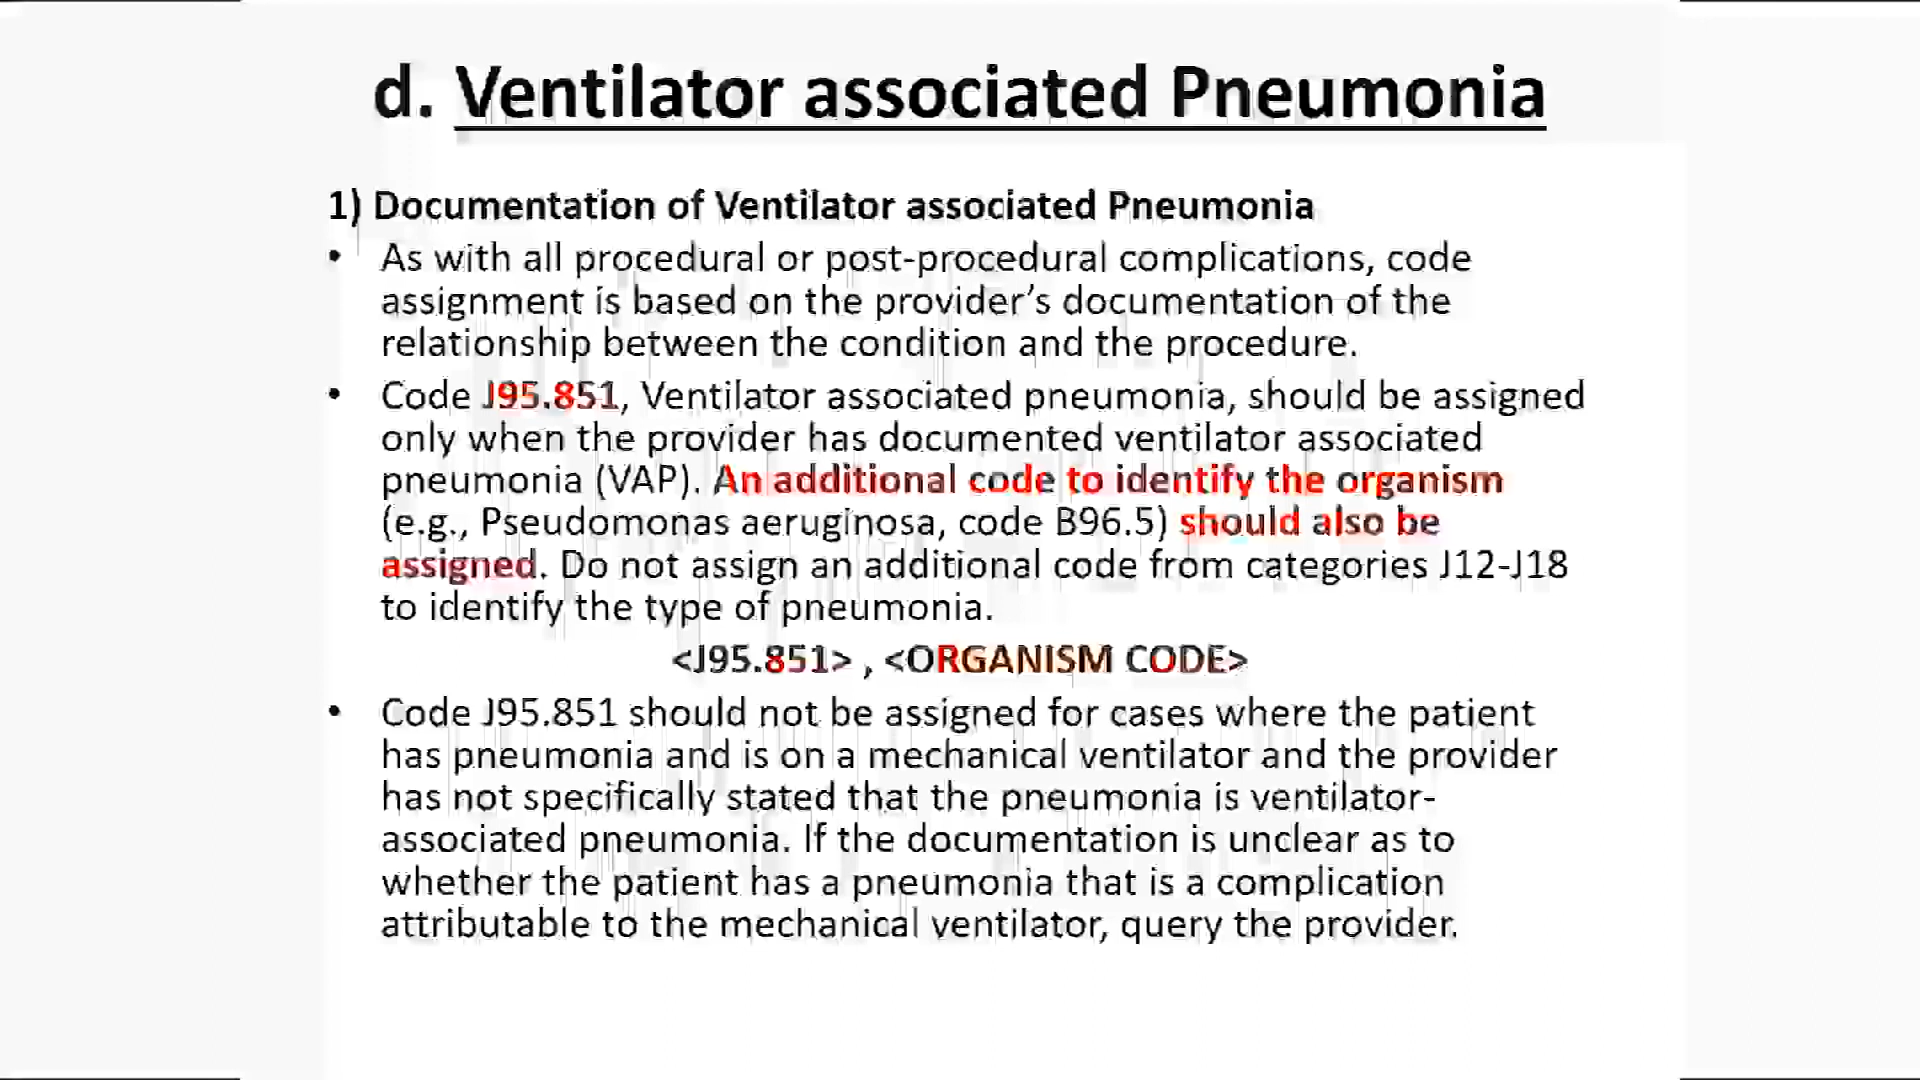 d. Ventilator associated Pneumonia
1) Documentation of Ventilator associated Pneumonia
• As with all procedural or post-procedural complications, code
assignment is based on the provider’s documentation of the
relationship between the condition and the procedure.
• Code J95.851, Ventilator associated pneumonia, should be assigned
only when the provider has documented ventilator associated
pneumonia (VAP). An additional code to identify the organism
(e.g., Pseudomonas aeruginosa, code B96.5) should also be
assigned. Do not assign an additional code from categories J12-J18
to identify the type of pneumonia.
<J95.851> , <ORGANISM CODE>
• Code J95.851 should not be assigned for cases where the patient
has pneumonia and is on a mechanical ventilator and the provider
has not specifically stated that the pneumonia is ventilator-
associated pneumonia. If the documentation is unclear as to
whether the patient has a pneumonia that is a complication
attributable to the mechanical ventilator, query the provider.